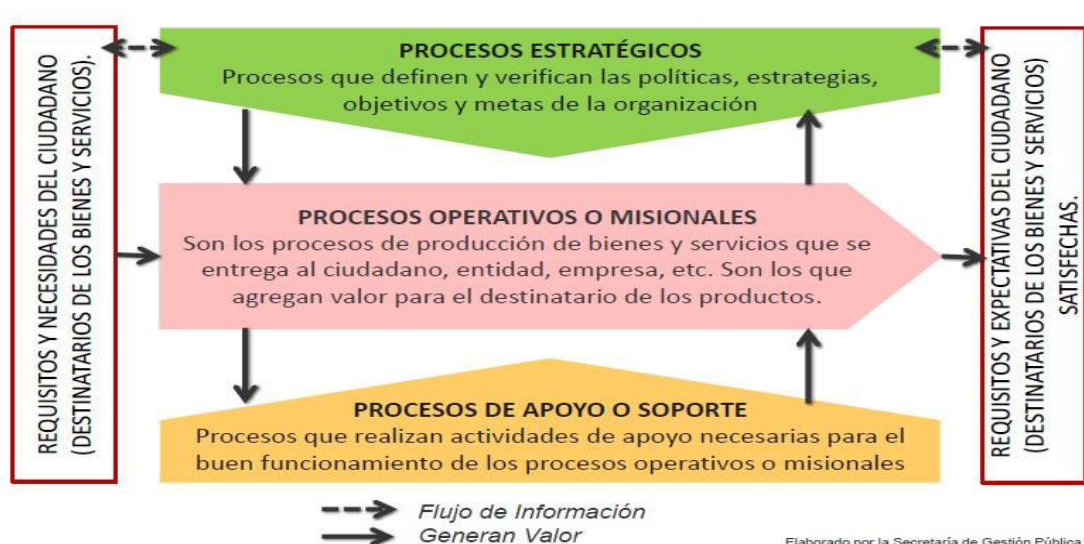 REQUISITOS Y NECESIDADES DEL CIUDADANO
(DESTINATARIOS DE LOS BIENES Y SERVICIOS).
PROCESOS ESTRATÉGICOS
Procesos que definen y verifican las políticas, estrategias,
objetivos y metas de la organización
PROCESOS OPERATIVOS O MISIONALES
Son los procesos de producción de bienes y servicios que se
entrega al ciudadano, entidad, empresa, etc. Son los que
agregan valor para el destinatario de los productos.
PROCESOS DE APOYO O SOPORTE
Procesos que realizan actividades de apoyo necesarias para el
buen funcionamiento de los procesos operativos o misionales
REQUISITOS Y EXPECTATIVAS DEL CIUDADANO
(DESTINATARIOS DE LOS BIENES Y SERVICIOS)
SATISFECHAS.
Flujo de Información
Generan Valor
Elaborado por la Secretaría de Gestión Pública